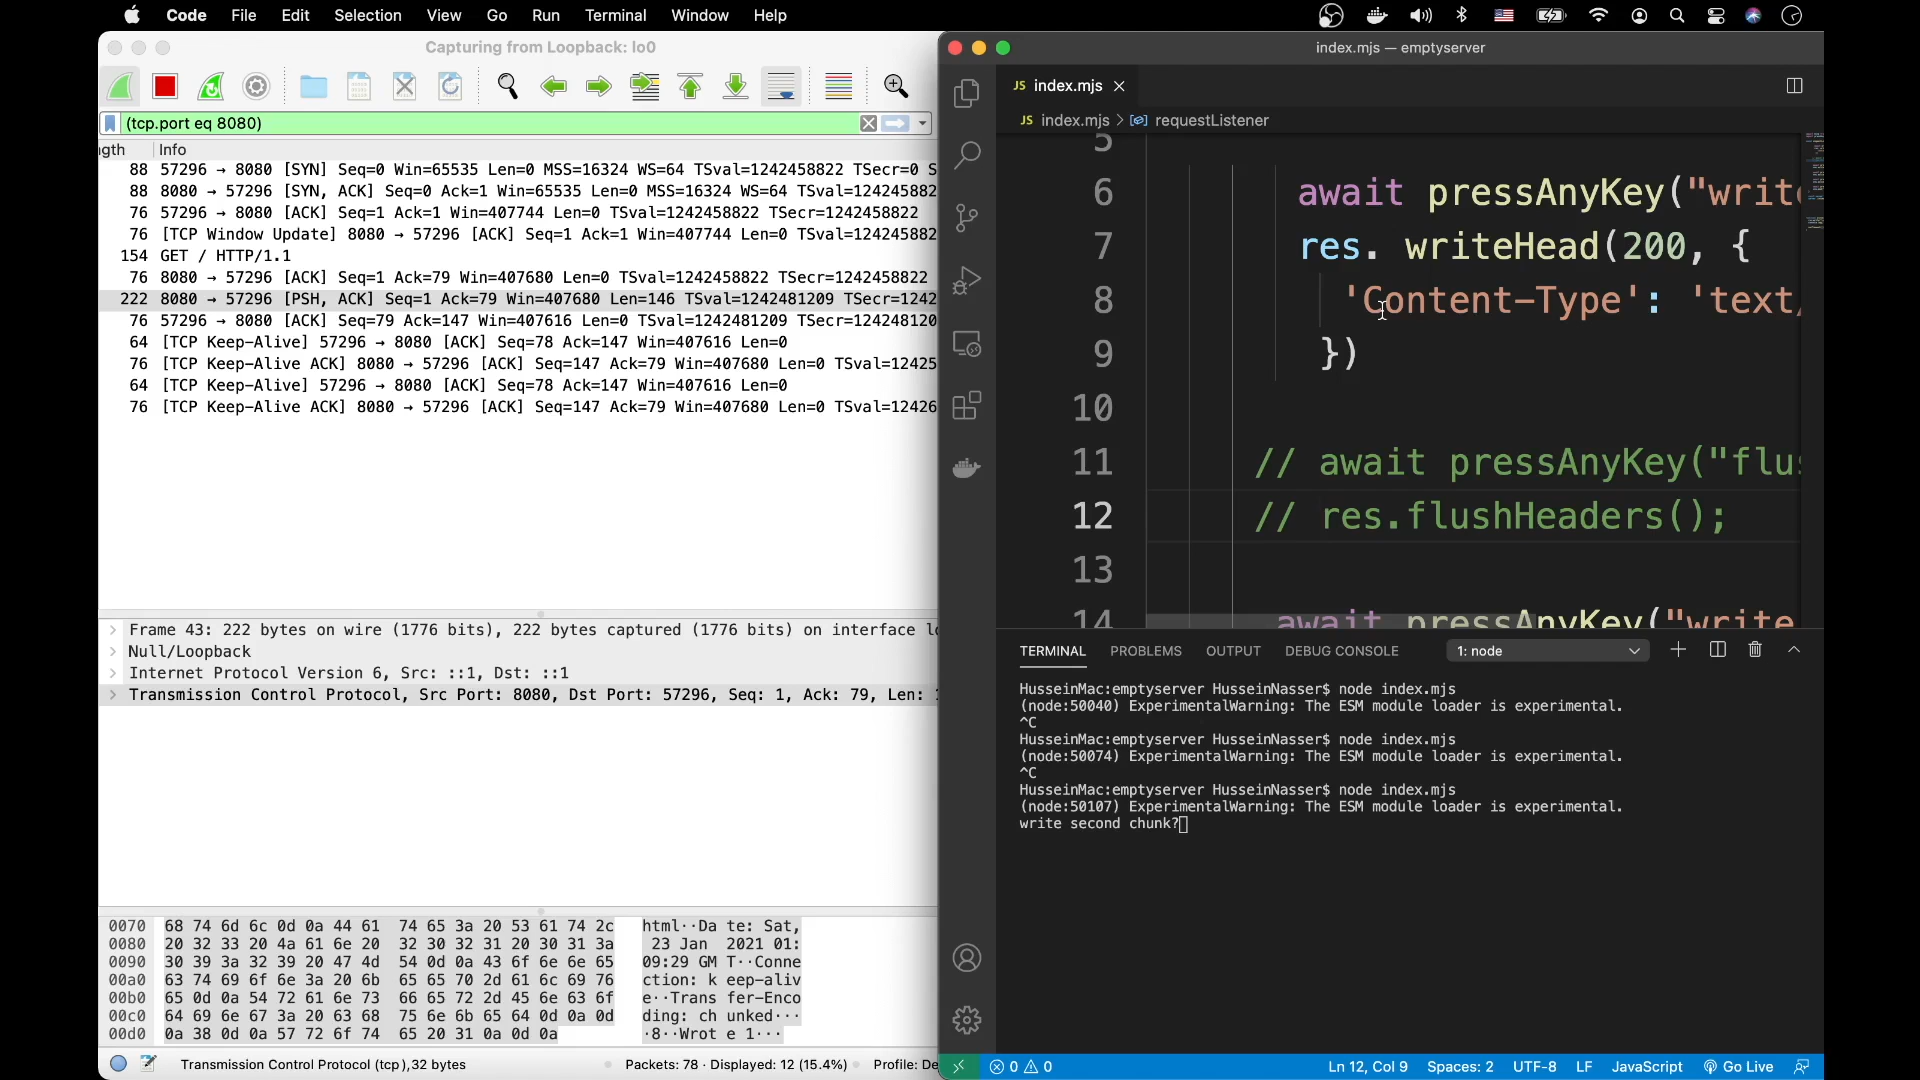 Code File Edit Selection View Go Run Terminal Window Help
Capturing from Loopback: lo0
(tcp.port eq 8080)
Info
88 57296 → 8080 [SYN] Seq=0 Win=65535 Len=0 MSS=16324 WS=64 TSval=1242458822 TSecr=0 S
88 8080 → 57296 [SYN, ACK] Seq=0 Ack=1 Win=65535 Len=0 MSS=16324 WS=64 TSval=124245882
76 57296 → 8080 [ACK] Seq=1 Ack=1 Win=407744 Len=0 TSval=1242458822 TSecr=1242458822
76 [TCP Window Update] 8080 → 57296 [ACK] Seq=1 Ack=1 Win=407744 Len=0 TSval=124245882
154 GET / HTTP/1.1
76 8080 → 57296 [ACK] Seq=1 Ack=79 Win=407680 Len=0 TSval=1242458822 TSecr=1242458822
222 8080 → 57296 [PSH, ACK] Seq=1 Ack=79 Win=407680 Len=146 TSval=1242481209 TSecr=1242
76 57296 → 8080 [ACK] Seq=79 Ack=147 Win=407616 Len=0 TSval=1242481209 TSecr=124248120
64 [TCP Keep-Alive] 57296 → 8080 [ACK] Seq=78 Ack=147 Win=407616 Len=0
76 [TCP Keep-Alive ACK] 8080 → 57296 [ACK] Seq=147 Ack=79 Win=407680 Len=0 TSval=12425
64 [TCP Keep-Alive] 57296 → 8080 [ACK] Seq=78 Ack=147 Win=407616 Len=0
76 [TCP Keep-Alive ACK] 8080 → 57296 [ACK] Seq=147 Ack=79 Win=407680 Len=0 TSval=12426
> Frame 43: 222 bytes on wire (1776 bits), 222 bytes captured (1776 bits) on interface lo
> Null/Loopback
> Internet Protocol Version 6, Src: ::1, Dst: ::1
> Transmission Control Protocol, Src Port: 8080, Dst Port: 57296, Seq: 1, Ack: 79, Len: 1
0070 68 74 6d 6c 0d 0a 44 61 74 65 3a 20 53 61 74 2c html··Da te: Sat,
0080 20 32 33 20 4a 61 6e 20 32 30 32 31 20 30 31 3a 23 Jan 2021 01:
0090 30 39 3a 32 39 20 47 4d 54 0d 0a 43 6f 6e 6e 65 09:29 GM T··Conne
00a0 63 74 69 6f 6e 3a 20 6b 65 65 70 2d 61 6c 69 76 ction: k eep-aliv
00b0 65 0d 0a 54 72 61 6e 73 66 65 72 2d 45 6e 63 6f e··Trans fer-Enco
00c0 64 69 6e 67 3a 20 63 68 75 6e 6b 65 64 0d 0a 0d ding: ch unked···
00d0 0a 38 0d 0a 57 72 6f 74 65 20 31 0a 0d 0a ·8··Wrot e 1···
Transmission Control Protocol (tcp), 32 bytes Packets: 78 · Displayed: 12 (15.4%) Profile: De
index.mjs — emptyserver
JS index.mjs
JS index.mjs > requestListener
5
6 await pressAnyKey("write
7 res. writeHead(200, {
8 'Content-Type': 'text/
9 })
10
11 // await pressAnyKey("flus
12 // res.flushHeaders();
13
14 await pressAnyKey("write
TERMINAL PROBLEMS OUTPUT DEBUG CONSOLE 1: node
HusseinMac:emptyserver HusseinNasser$ node index.mjs
(node:50040) ExperimentalWarning: The ESM module loader is experimental.
^C
HusseinMac:emptyserver HusseinNasser$ node index.mjs
(node:50074) ExperimentalWarning: The ESM module loader is experimental.
^C
HusseinMac:emptyserver HusseinNasser$ node index.mjs
(node:50107) ExperimentalWarning: The ESM module loader is experimental.
write second chunk?
0 0 Ln 12, Col 9 Spaces: 2 UTF-8 LF JavaScript Go Live